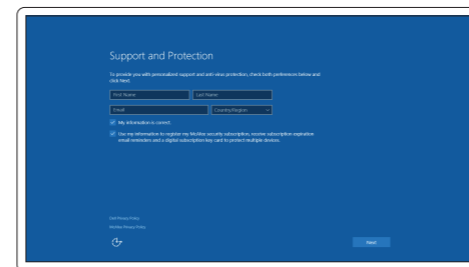 Support and Protection
To provide you with personalized support and anti-virus protection, check both preferences below and
click Next.
First Name Last Name
Email Country/Region
My information is correct.
Use my information to register my McAfee security subscription, receive subscription expiration
email reminders and a digital subscription key card to protect multiple devices.
Dell Privacy Policy
McAfee Privacy Policy
Next